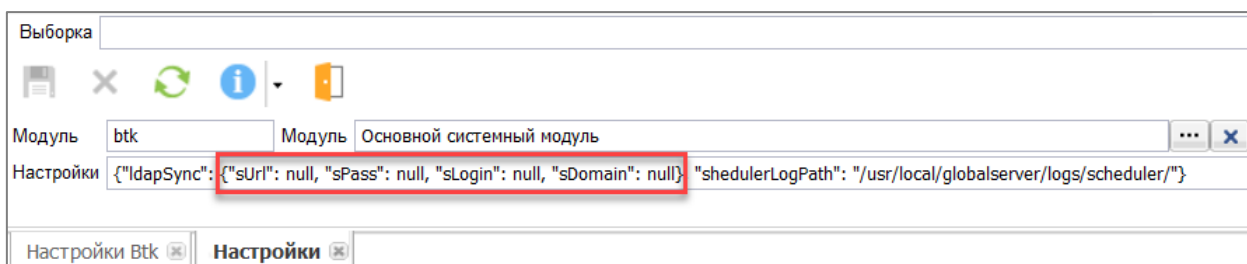 Выборка
Модуль btk Модуль Основной системный модуль
Настройки {"ldapSync": {"sUrl": null, "sPass": null, "sLogin": null, "sDomain": null} "shedulerLogPath": "/usr/local/globalserver/logs/scheduler/"}
Настройки Btk Настройки